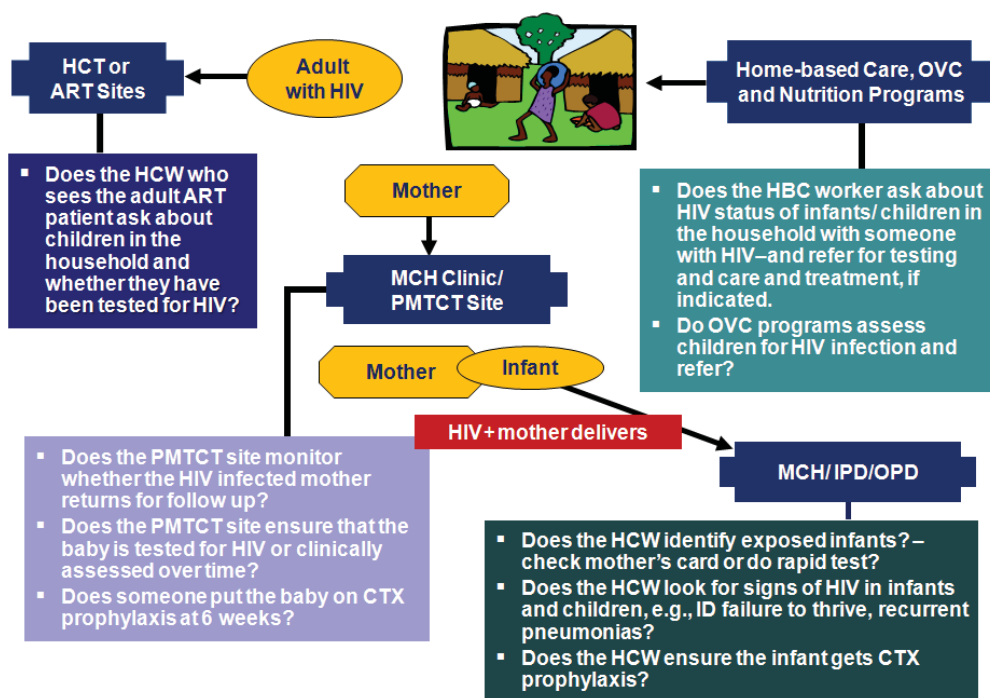 HCT or
ART Sites
Adult
with HIV
Home-based Care, OVC
and Nutrition Programs
▪ Does the HCW who
sees the adult ART
patient ask about
children in the
household and
whether they have
been tested for HIV?
Mother
MCH Clinic/
PMTCT Site
▪ Does the HBC worker ask about
HIV status of infants/ children in
the household with someone
with HIV–and refer for testing
and care and treatment, if
indicated.
▪ Do OVC programs assess
children for HIV infection and
refer?
Mother
Infant
HIV+ mother delivers
▪ Does the PMTCT site monitor
whether the HIV infected mother
returns for follow up?
▪ Does the PMTCT site ensure that the
baby is tested for HIV or clinically
assessed over time?
▪ Does someone put the baby on CTX
prophylaxis at 6 weeks?
MCH/ IPD/OPD
▪ Does the HCW identify exposed infants?–
check mother's card or do rapid test?
▪ Does the HCW look for signs of HIV in infants
and children, e.g., ID failure to thrive, recurrent
pneumonias?
▪ Does the HCW ensure the infant gets CTX
prophylaxis?